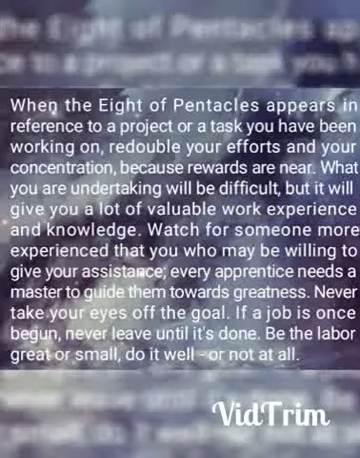 When the Eight of Pentacles appears in
reference to a project or a task you have been
working on, redouble your efforts and your
concentration, because rewards are near. What
you are undertaking will be difficult, but it will
give you a lot of valuable work experience
and knowledge. Watch for someone more
experienced that you who may be willing to
give your assistance; every apprentice needs a
master to guide them towards greatness. Never
take your eyes off the goal. If a job is once
begun, never leave until it's done. Be the labor
great or small, do it well - or not at all.
VidTrim